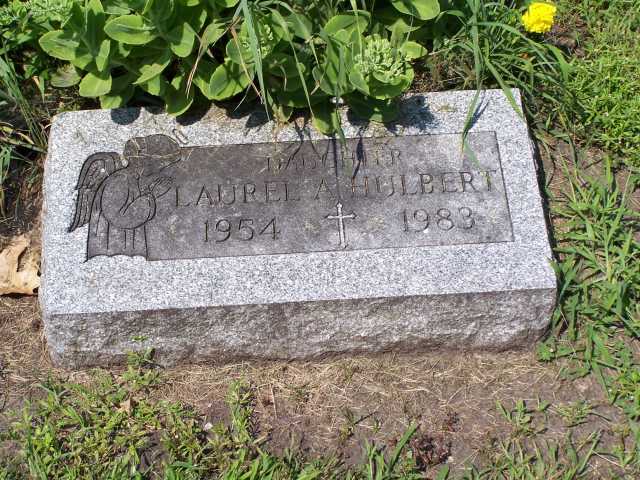 DAUGHTER
LAUREL A. HULBERT
1954 1983